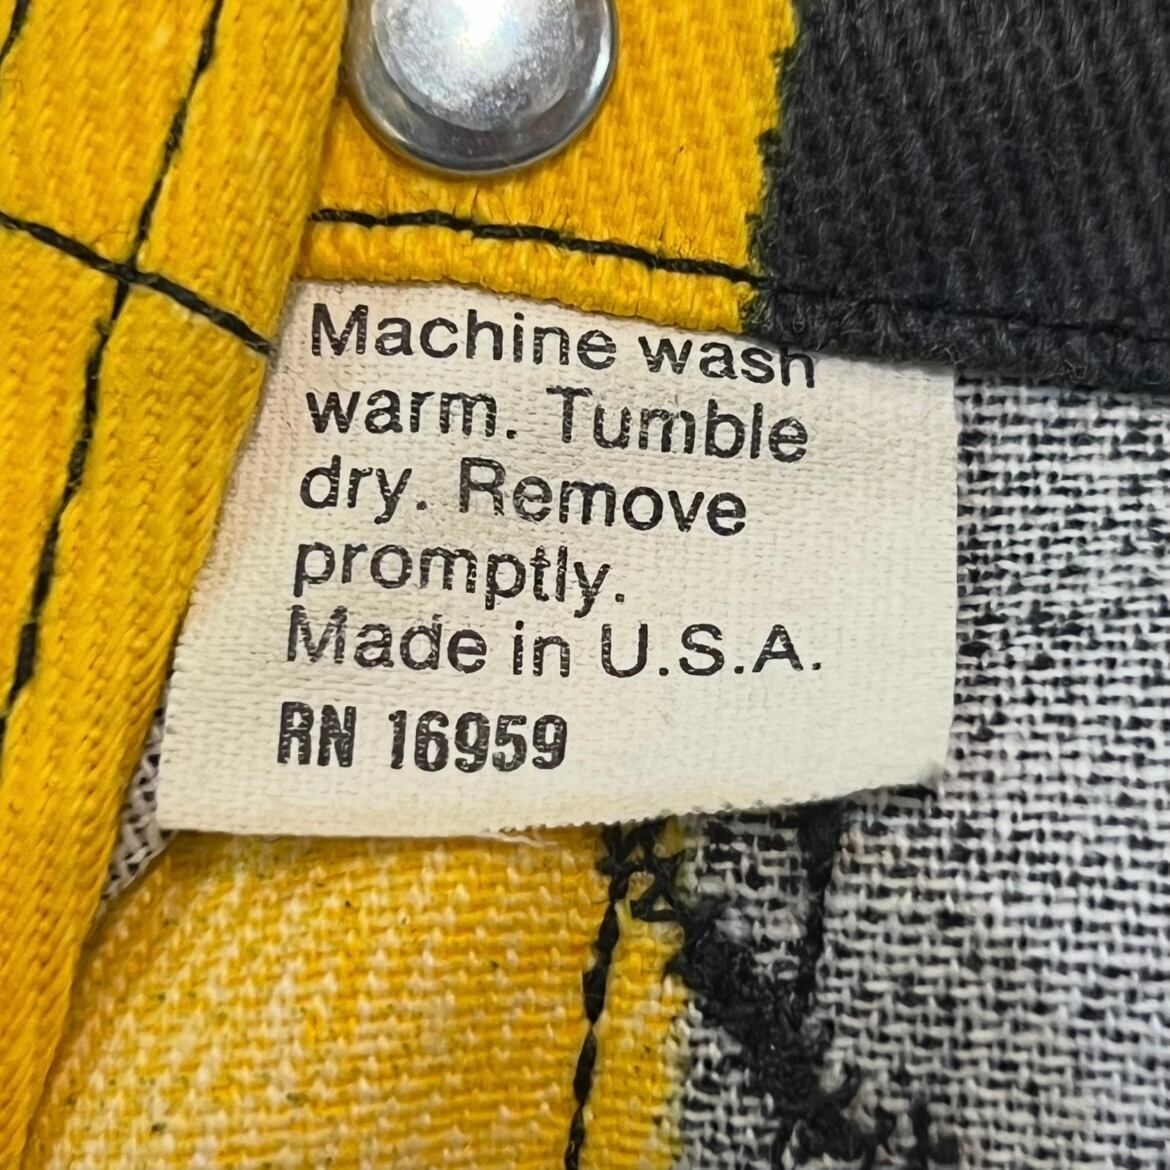 Machine wash
warm. Tumble
dry. Remove
promptly.
Made in U.S.A.
RN 16959